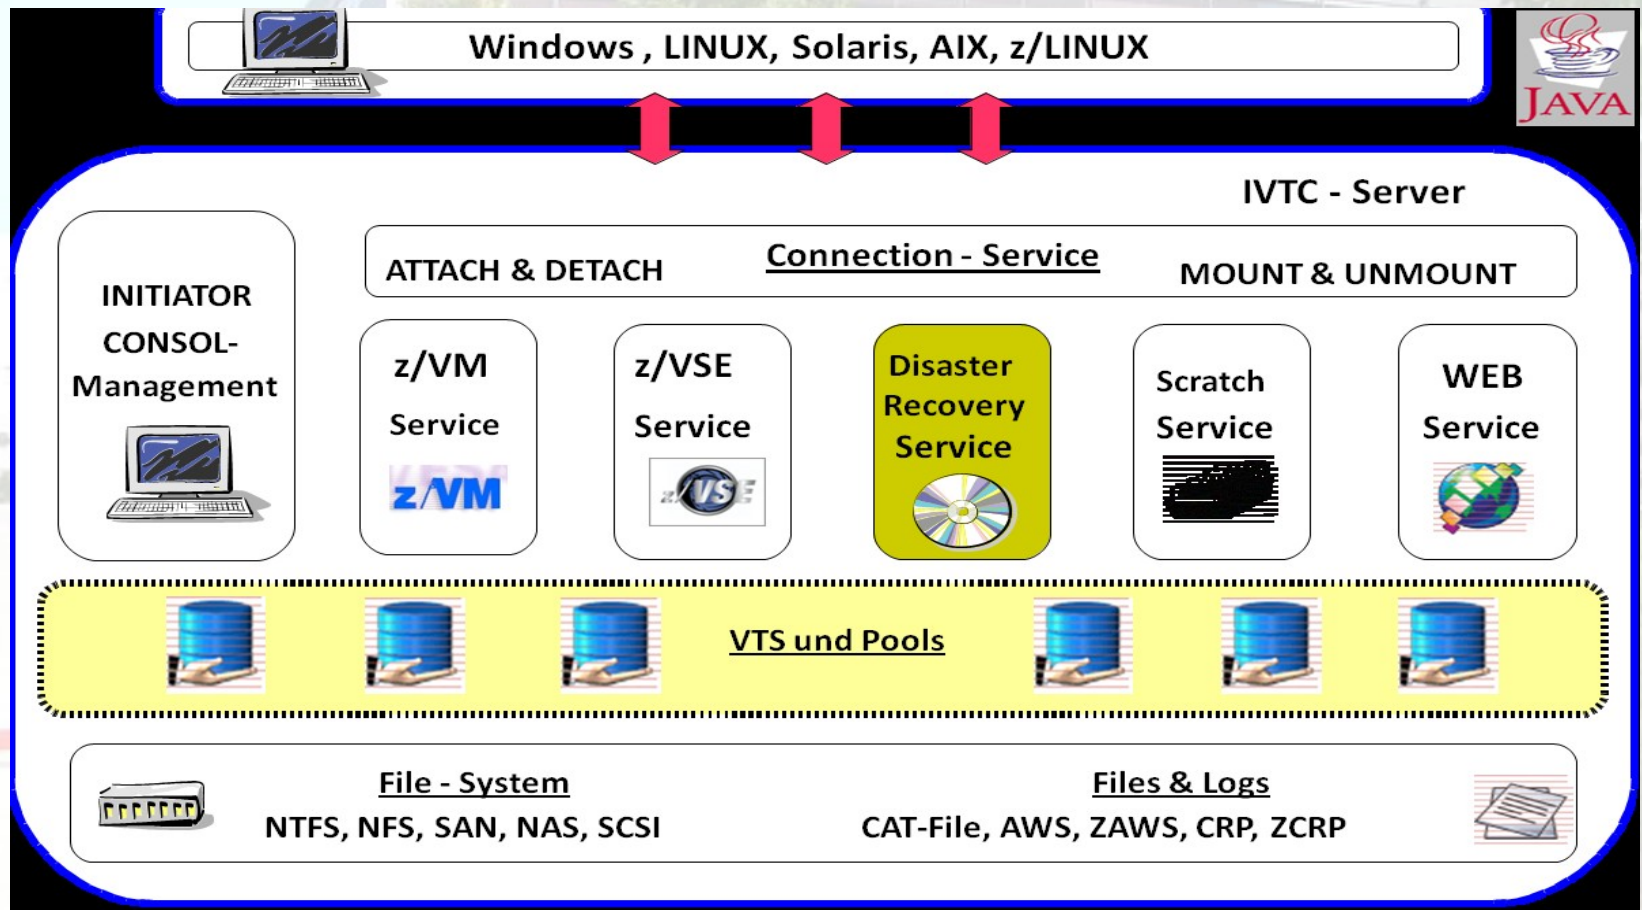 Windows , LINUX, Solaris, AIX, z/LINUX
JAVA
IVTC - Server
INITIATOR
CONSOL-
Management
Connection - Service
ATTACH & DETACH
MOUNT & UNMOUNT
z/VM
Service
z/VM
z/VSE
Service
z/VSE
Disaster
Recovery
Service
Scratch
Service
WEB
Service
VTS und Pools
File - System
NTFS, NFS, SAN, NAS, SCSI
Files & Logs
CAT-File, AWS, ZAWS, CRP, ZCRP